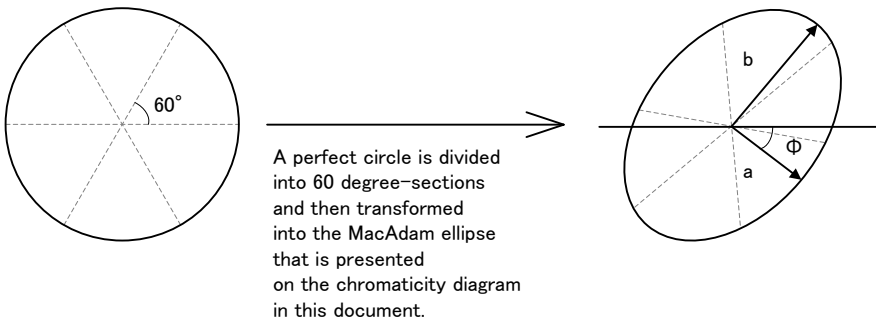 60°
b
Φ
a
A perfect circle is divided
into 60 degree-sections
and then transformed
into the MacAdam ellipse
that is presented
on the chromaticity diagram
in this document.